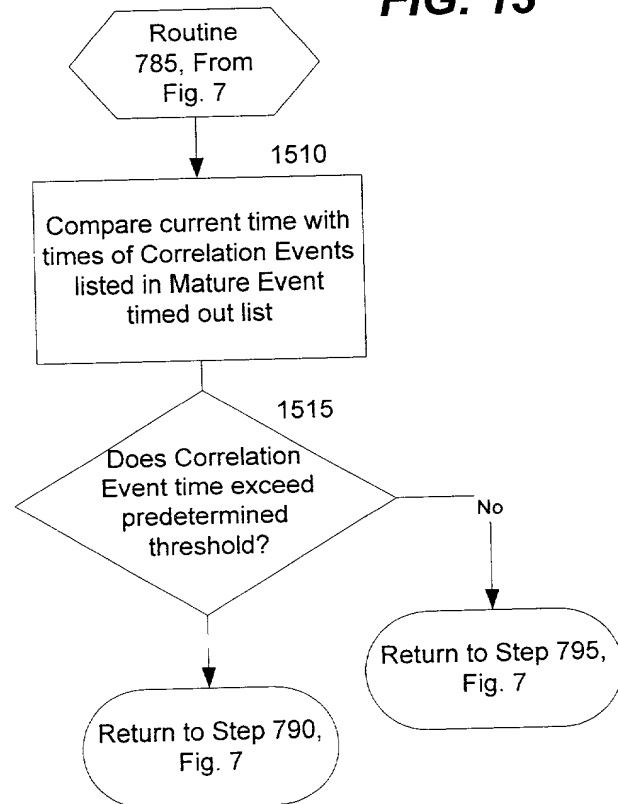 FIG. 15
Routine
785, From
Fig. 7
1510
Compare current time with
times of Correlation Events
listed in Mature Event
timed out list
1515
Does Correlation
Event time exceed
predetermined
threshold?
No
Return to Step 795,
Fig. 7
Return to Step 790,
Fig. 7